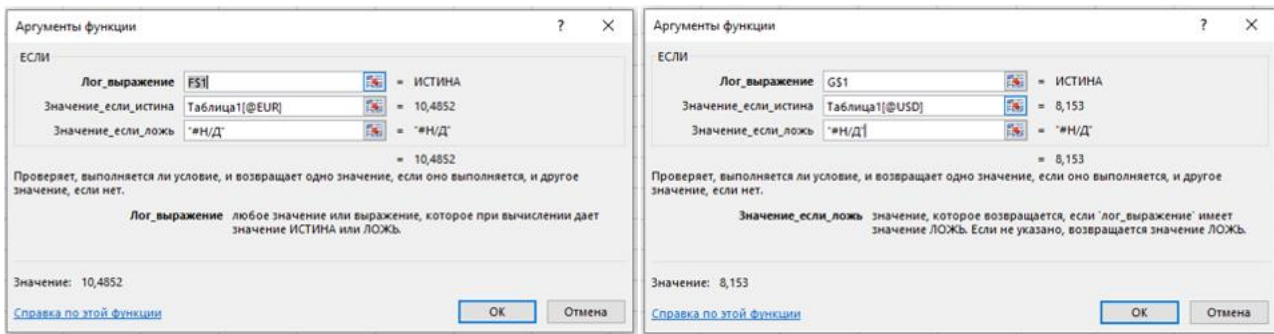 Аргументы функции ? ×
ЕСЛИ
Лог_выражение F$1 = ИСТИНА
Значение_если_истина Таблица1[@EUR] = 10,4852
Значение_если_ложь "#Н/Д" = "#Н/Д"
= 10,4852
Проверяет, выполняется ли условие, и возвращает одно значение, если оно выполняется, и другое
значение, если нет.
Лог_выражение любое значение или выражение, которое при вычислении дает
значение ИСТИНА или ЛОЖЬ.
Значение: 10,4852
Справка по этой функции ОК Отмена
Аргументы функции ? ×
ЕСЛИ
Лог_выражение G$1 = ИСТИНА
Значение_если_истина Таблица1[@USD] = 8,153
Значение_если_ложь "#Н/Д" = "#Н/Д"
= 8,153
Проверяет, выполняется ли условие, и возвращает одно значение, если оно выполняется, и другое
значение, если нет.
Значение_если_ложь значение, которое возвращается, если `лог_выражение` имеет
значение ЛОЖЬ. Если не указано, возвращается значение ЛОЖЬ.
Значение: 8,153
Справка по этой функции ОК Отмена